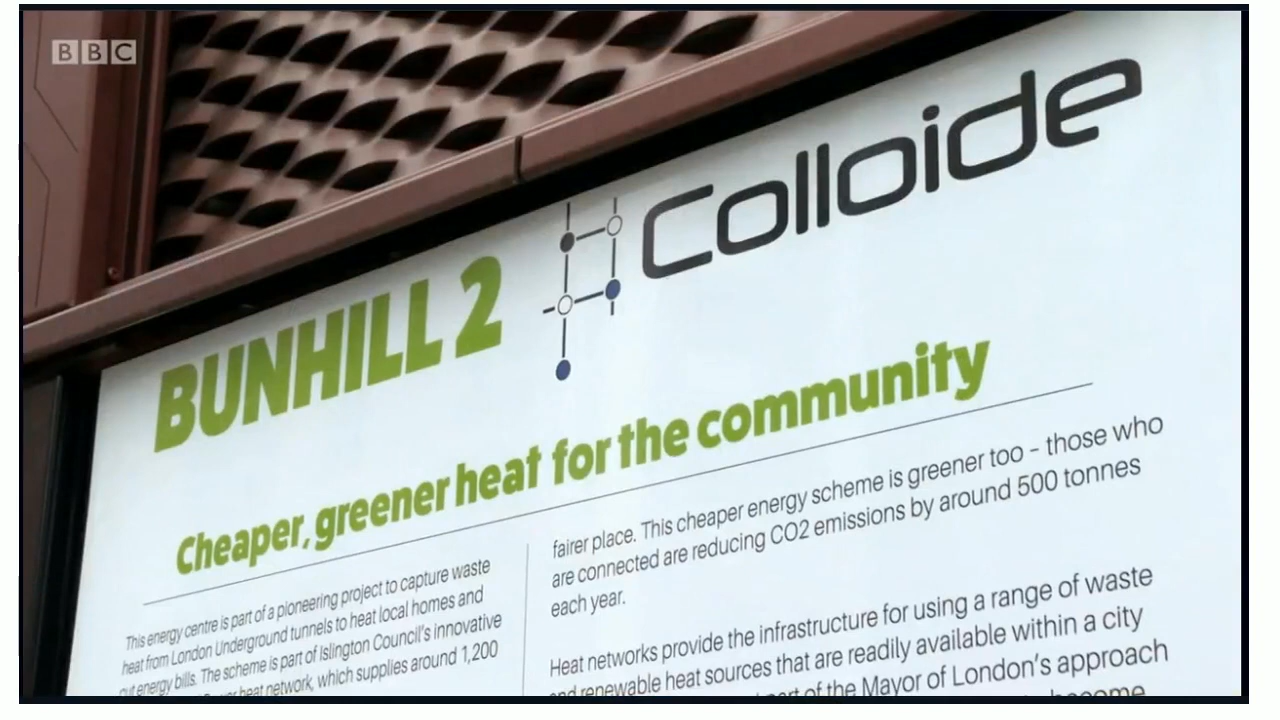 BBC
Colloide
BUNHILL 2
Cheaper, greener heat for the community
This energy centre is part of a pioneering project to capture waste
heat from London Underground tunnels to heat local homes and
cut energy bills. The scheme is part of Islington Council's innovative
heat network, which supplies around 1,200
fairer place. This cheaper energy scheme is greener too - those who
are connected are reducing CO2 emissions by around 500 tonnes
each year.
Heat networks provide the infrastructure for using a range of waste
and renewable heat sources that are readily available within a city
part of the Mayor of London's approach
become